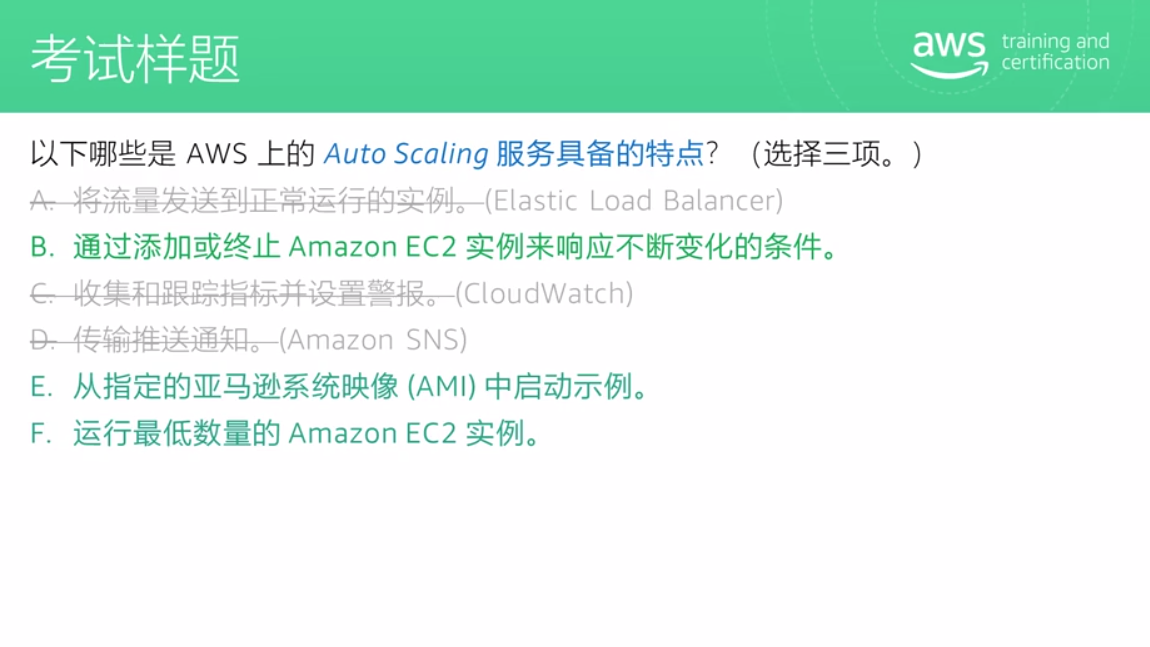 考试样题
aws training and certification
以下哪些是 AWS 上的 Auto Scaling 服务具备的特点？（选择三项。）
A. 将流量发送到正常运行的实例。(Elastic Load Balancer)
B. 通过添加或终止 Amazon EC2 实例来响应不断变化的条件。
C. 收集和跟踪指标并设置警报。(CloudWatch)
D. 传输推送通知。(Amazon SNS)
E. 从指定的亚马逊系统映像 (AMI) 中启动示例。
F. 运行最低数量的 Amazon EC2 实例。